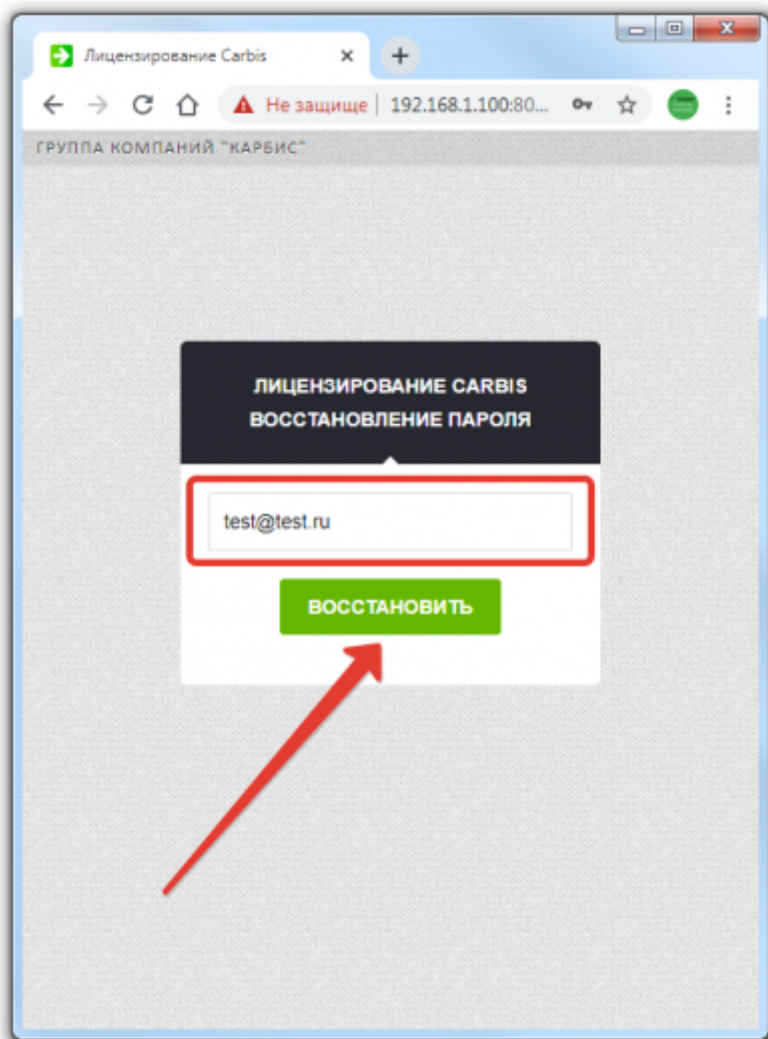 Лицензирование Carbis
Не защище 192.168.1.100:80...
ГРУППА КОМПАНИЙ "КАРБИС"
ЛИЦЕНЗИРОВАНИЕ CARBIS
ВОССТАНОВЛЕНИЕ ПАРОЛЯ
test@test.ru
ВОССТАНОВИТЬ